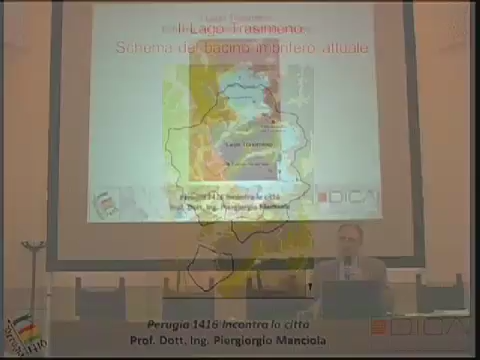 Il Lago Trasimeno
Schema del bacino imbrifero attuale
Lago Trasimeno
Perugia 1416 incontra la città
Prof. Dott. Ing. Piergiorgio Manciola
DICA
Perugia 1416 incontra la città
Prof. Dott. Ing. Piergiorgio Manciola
DICA